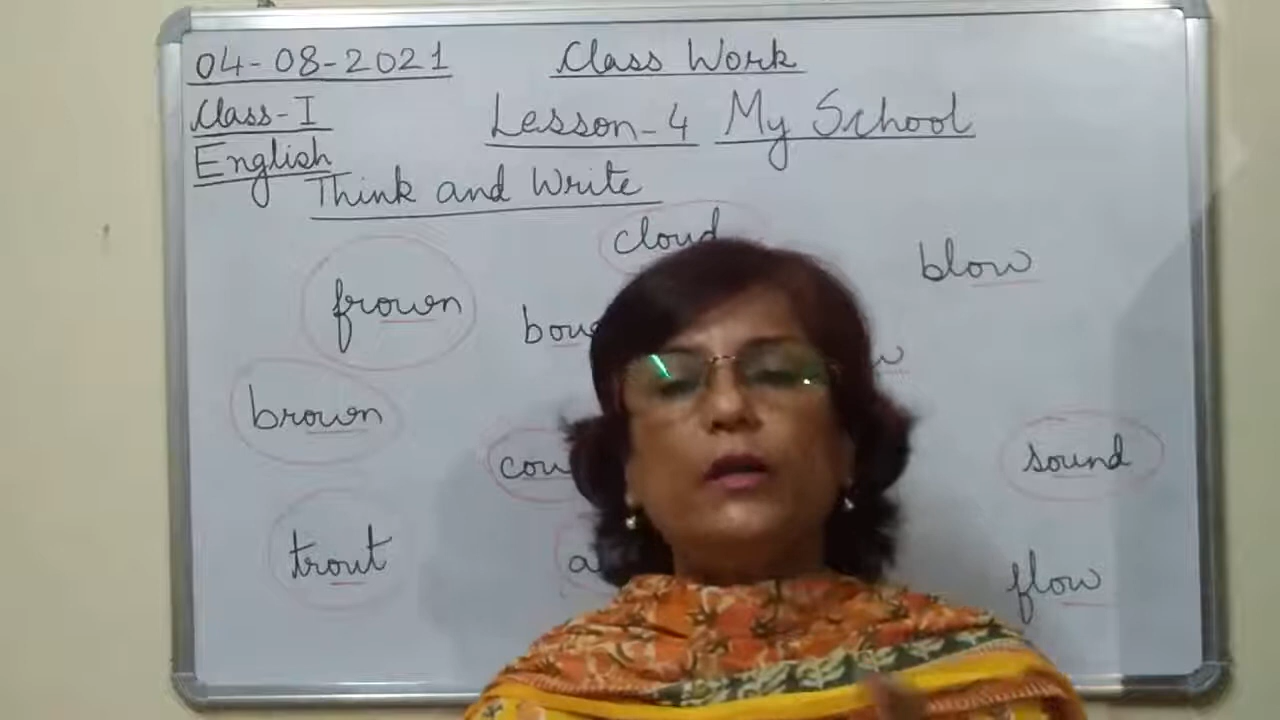 04-08-2021 Class Work
Class-I Lesson-4 My School
English
Think and Write
cloud
blow
frown
brown
sound
trout
flow